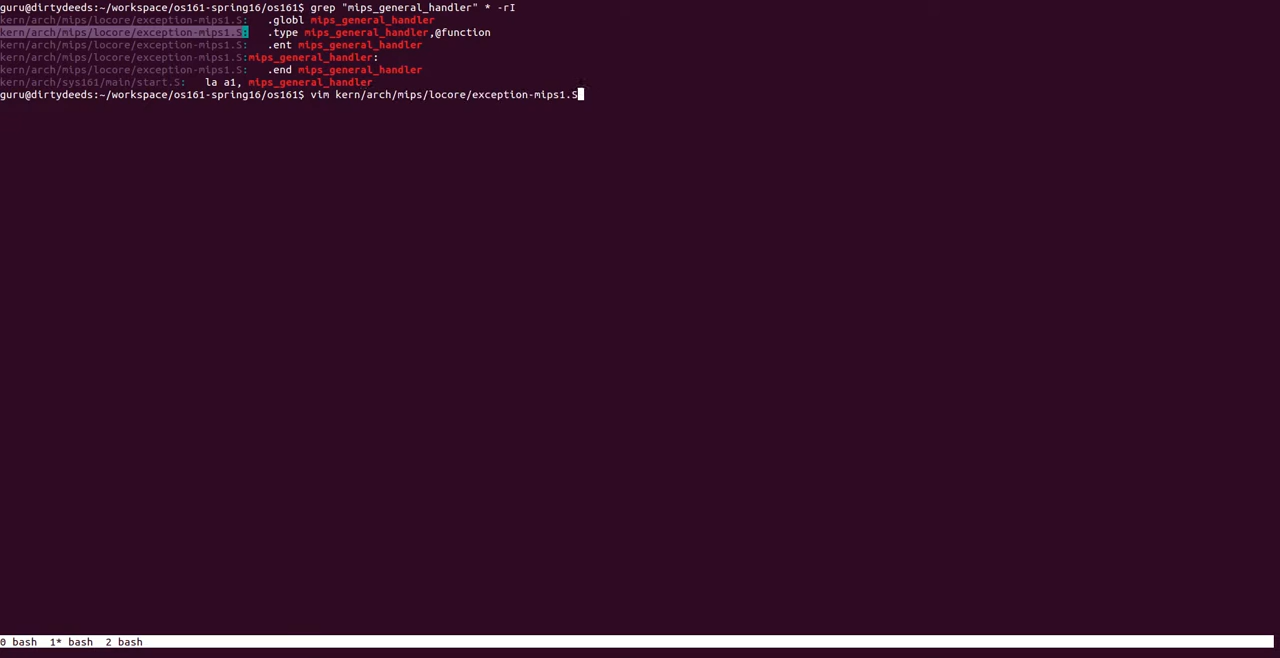 guru@dirtydeeds:~/workspace/os161-spring16/os161$ grep "mips_general_handler" * -rI
kern/arch/mips/locore/exception-mips1.S:   .globl mips_general_handler
kern/arch/mips/locore/exception-mips1.S:   .type mips_general_handler,@function
kern/arch/mips/locore/exception-mips1.S:   .ent mips_general_handler
kern/arch/mips/locore/exception-mips1.S:mips_general_handler:
kern/arch/mips/locore/exception-mips1.S:   .end mips_general_handler
kern/arch/sys161/main/start.S:   la a1, mips_general_handler
guru@dirtydeeds:~/workspace/os161-spring16/os161$ vim kern/arch/mips/locore/exception-mips1.S
0 bash  1* bash  2 bash